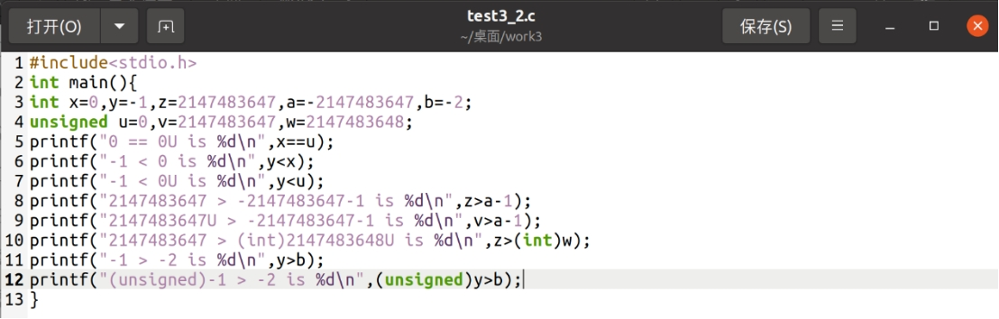 打开(O)
test3_2.c
~/桌面/work3
保存(S)
1 #include<stdio.h>
2 int main(){
3 int x=0,y=-1,z=2147483647,a=-2147483647,b=-2;
4 unsigned u=0,v=2147483647,w=2147483648;
5 printf("0 == 0U is %d\n",x==u);
6 printf("-1 < 0 is %d\n",y<x);
7 printf("-1 < 0U is %d\n",y<u);
8 printf("2147483647 > -2147483647-1 is %d\n",z>a-1);
9 printf("2147483647U > -2147483647-1 is %d\n",v>a-1);
10 printf("2147483647 > (int)2147483648U is %d\n",z>(int)w);
11 printf("-1 > -2 is %d\n",y>b);
12 printf("(unsigned)-1 > -2 is %d\n",(unsigned)y>b);
13 }